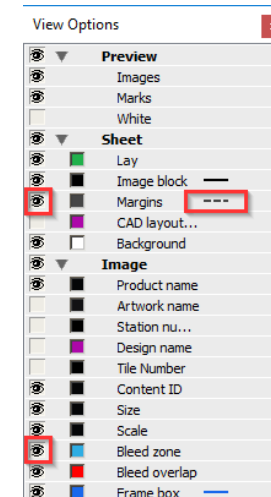 View Options
Preview
Images
Marks
White
Sheet
Lay
Image block
Margins
CAD layout...
Background
Image
Product name
Artwork name
Station nu...
Design name
Tile Number
Content ID
Size
Scale
Bleed zone
Bleed overlap
Frame box